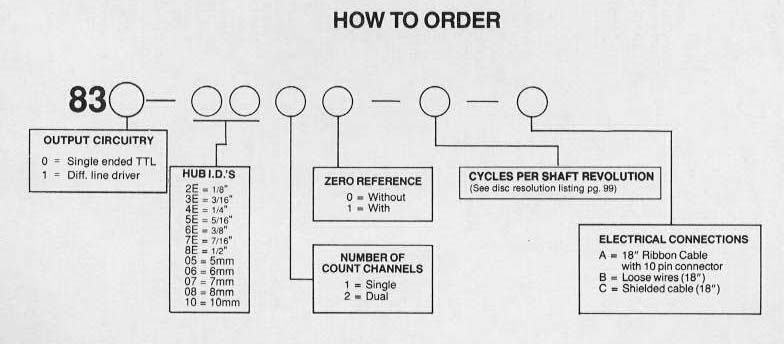 HOW TO ORDER
83
OUTPUT CIRCUITRY
0 = Single ended TTL
1 = Diff. line driver
HUB I.D.'S
2E = 1/8"
3E = 3/16"
4E = 1/4"
5E = 5/16"
6E = 3/8"
7E = 7/16"
8E = 1/2"
05 = 5mm
06 = 6mm
07 = 7mm
08 = 8mm
10 = 10mm
NUMBER OF
COUNT CHANNELS
1 = Single
2 = Dual
ZERO REFERENCE
0 = Without
1 = With
CYCLES PER SHAFT REVOLUTION
(See disc resolution listing pg. 99)
ELECTRICAL CONNECTIONS
A = 18" Ribbon Cable
with 10 pin connector
B = Loose wires (18")
C = Shielded cable (18")